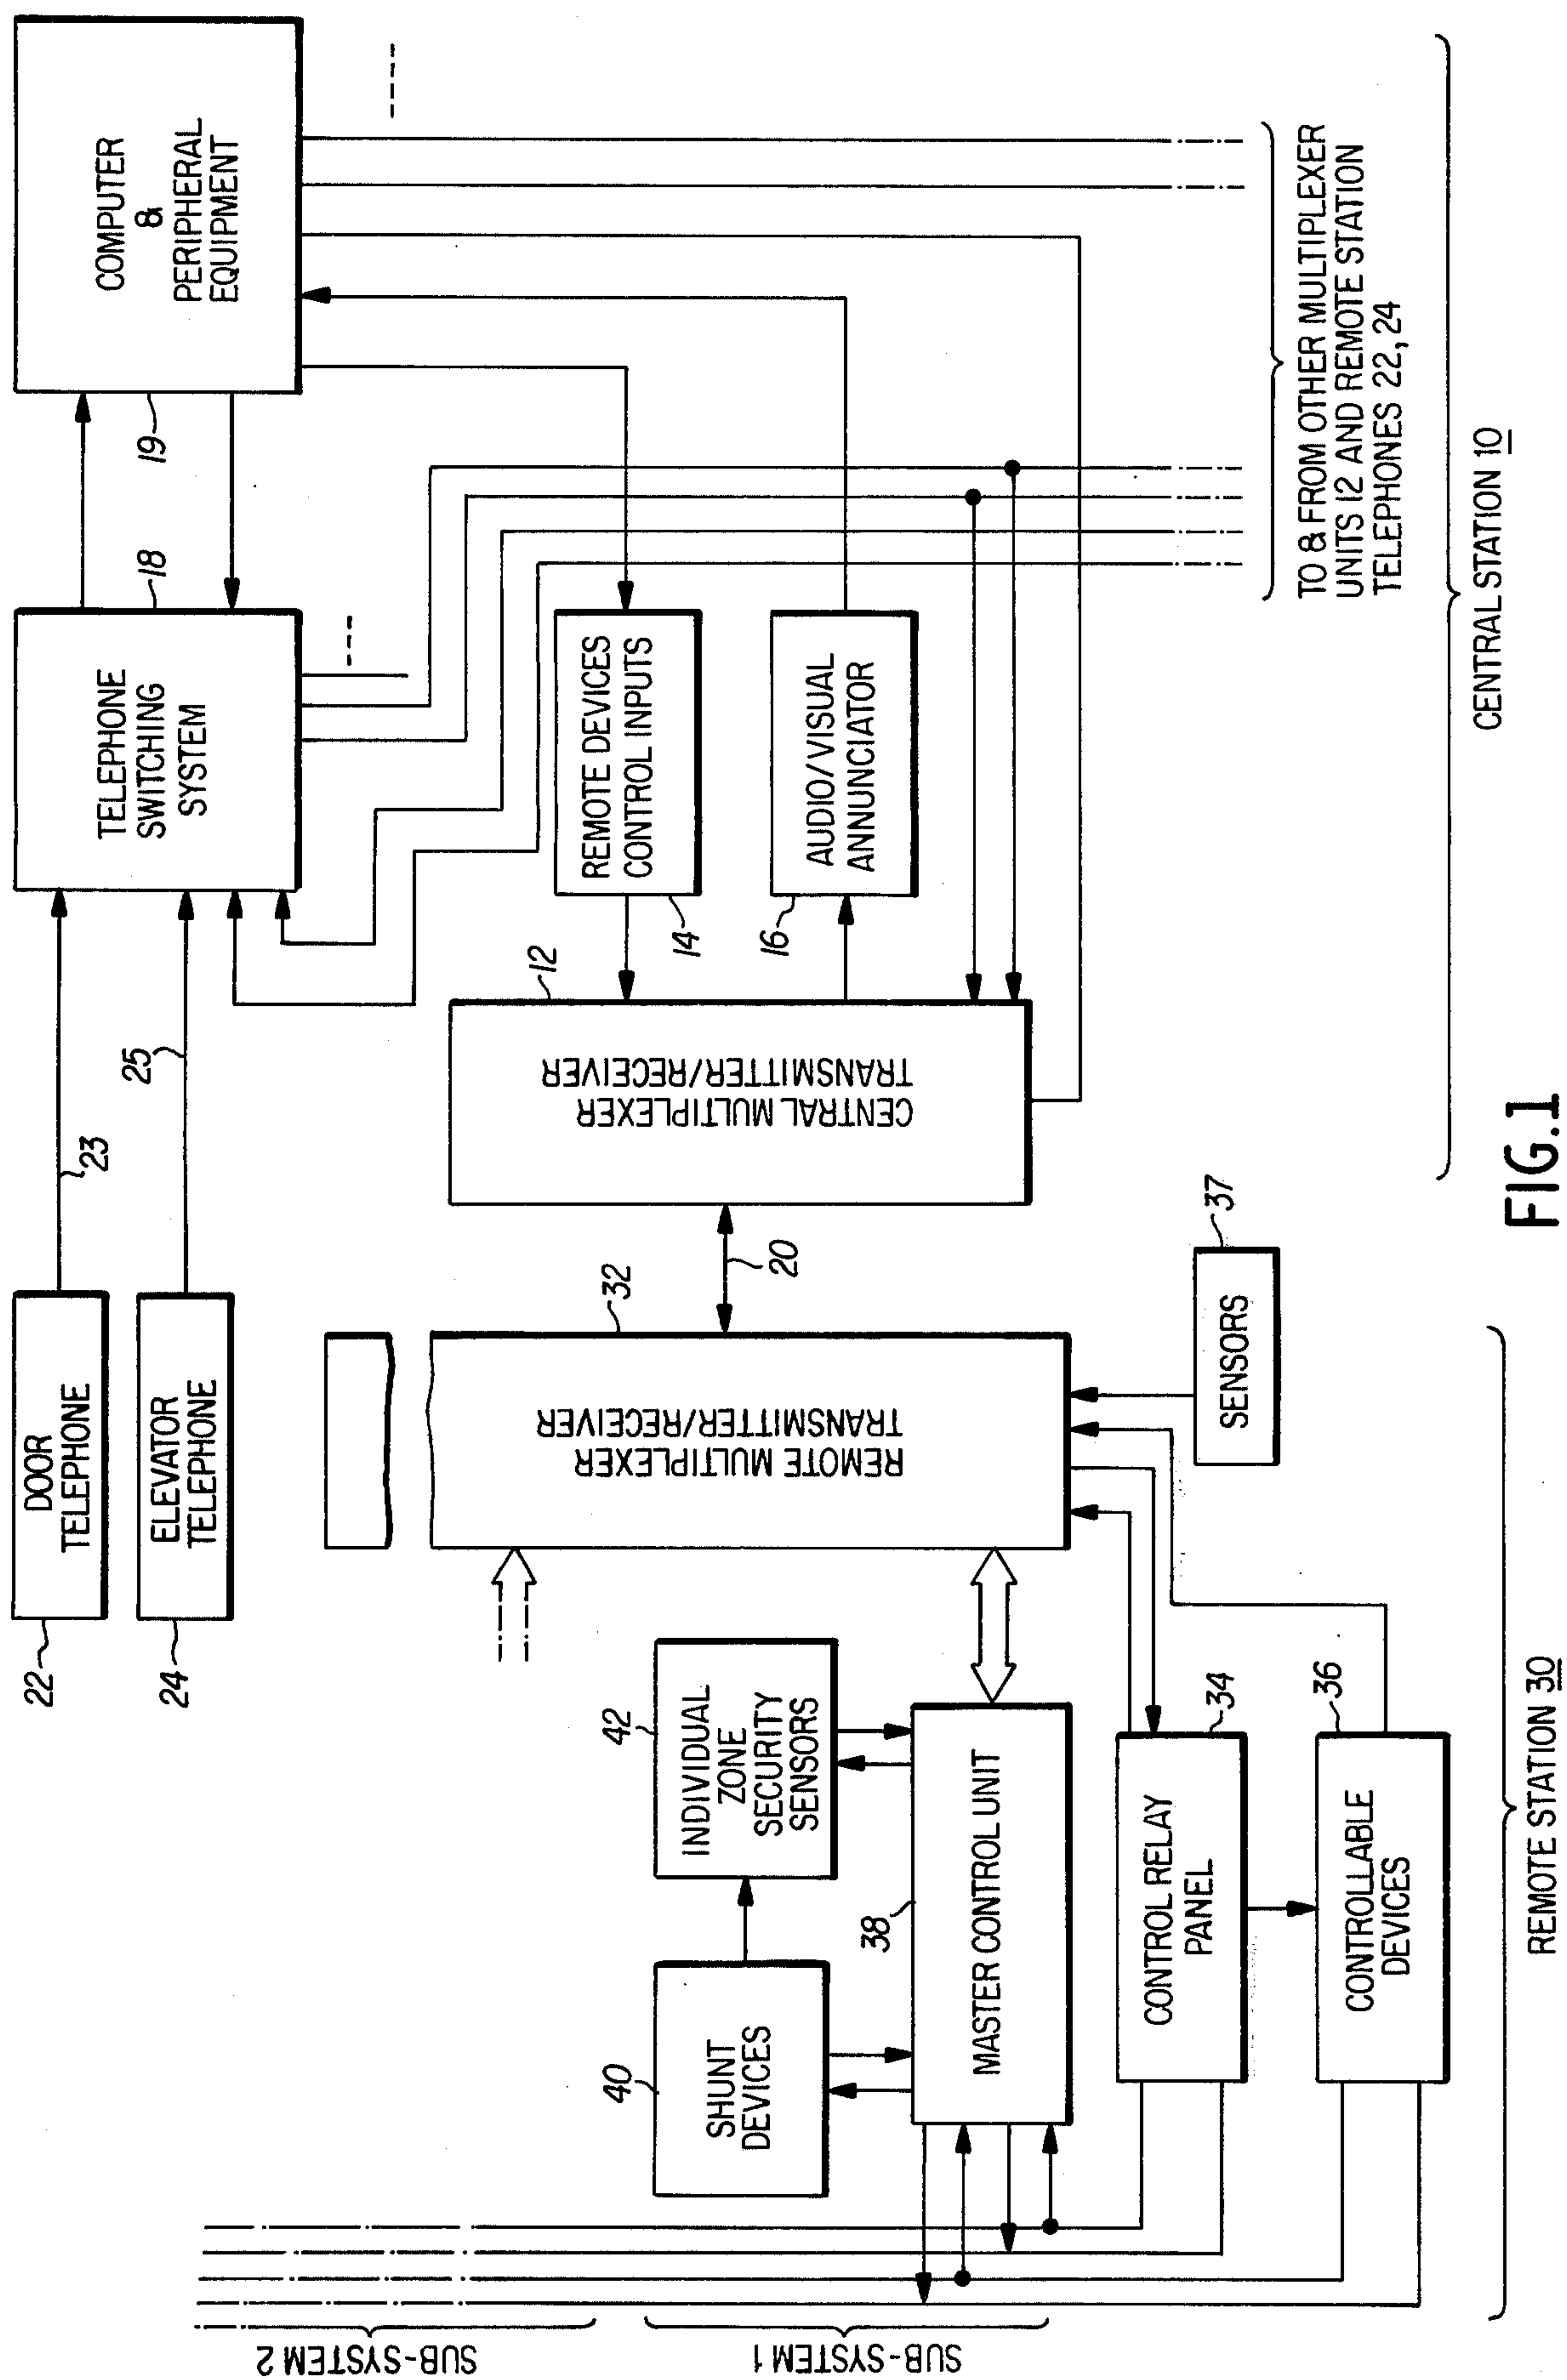 DOOR
TELEPHONE
22
23
ELEVATOR
TELEPHONE
24
25
TELEPHONE
SWITCHING
SYSTEM
18
COMPUTER
&
PERIPHERAL
EQUIPMENT
19
REMOTE DEVICES
CONTROL INPUTS
14
AUDIO/VISUAL
ANNUNCIATOR
16
CENTRAL MULTIPLEXER
TRANSMITTER/RECEIVER
12
20
REMOTE MULTIPLEXER
TRANSMITTER/RECEIVER
32
SENSORS
37
INDIVIDUAL
ZONE
SECURITY
SENSORS
42
SHUNT
DEVICES
40
MASTER CONTROL UNIT
38
CONTROL RELAY
PANEL
34
CONTROLLABLE
DEVICES
36
SUB-SYSTEM 2
SUB-SYSTEM 1
TO & FROM OTHER MULTIPLEXER
UNITS 12 AND REMOTE STATION
TELEPHONES 22, 24
REMOTE STATION 30
CENTRAL STATION 10
FIG.1